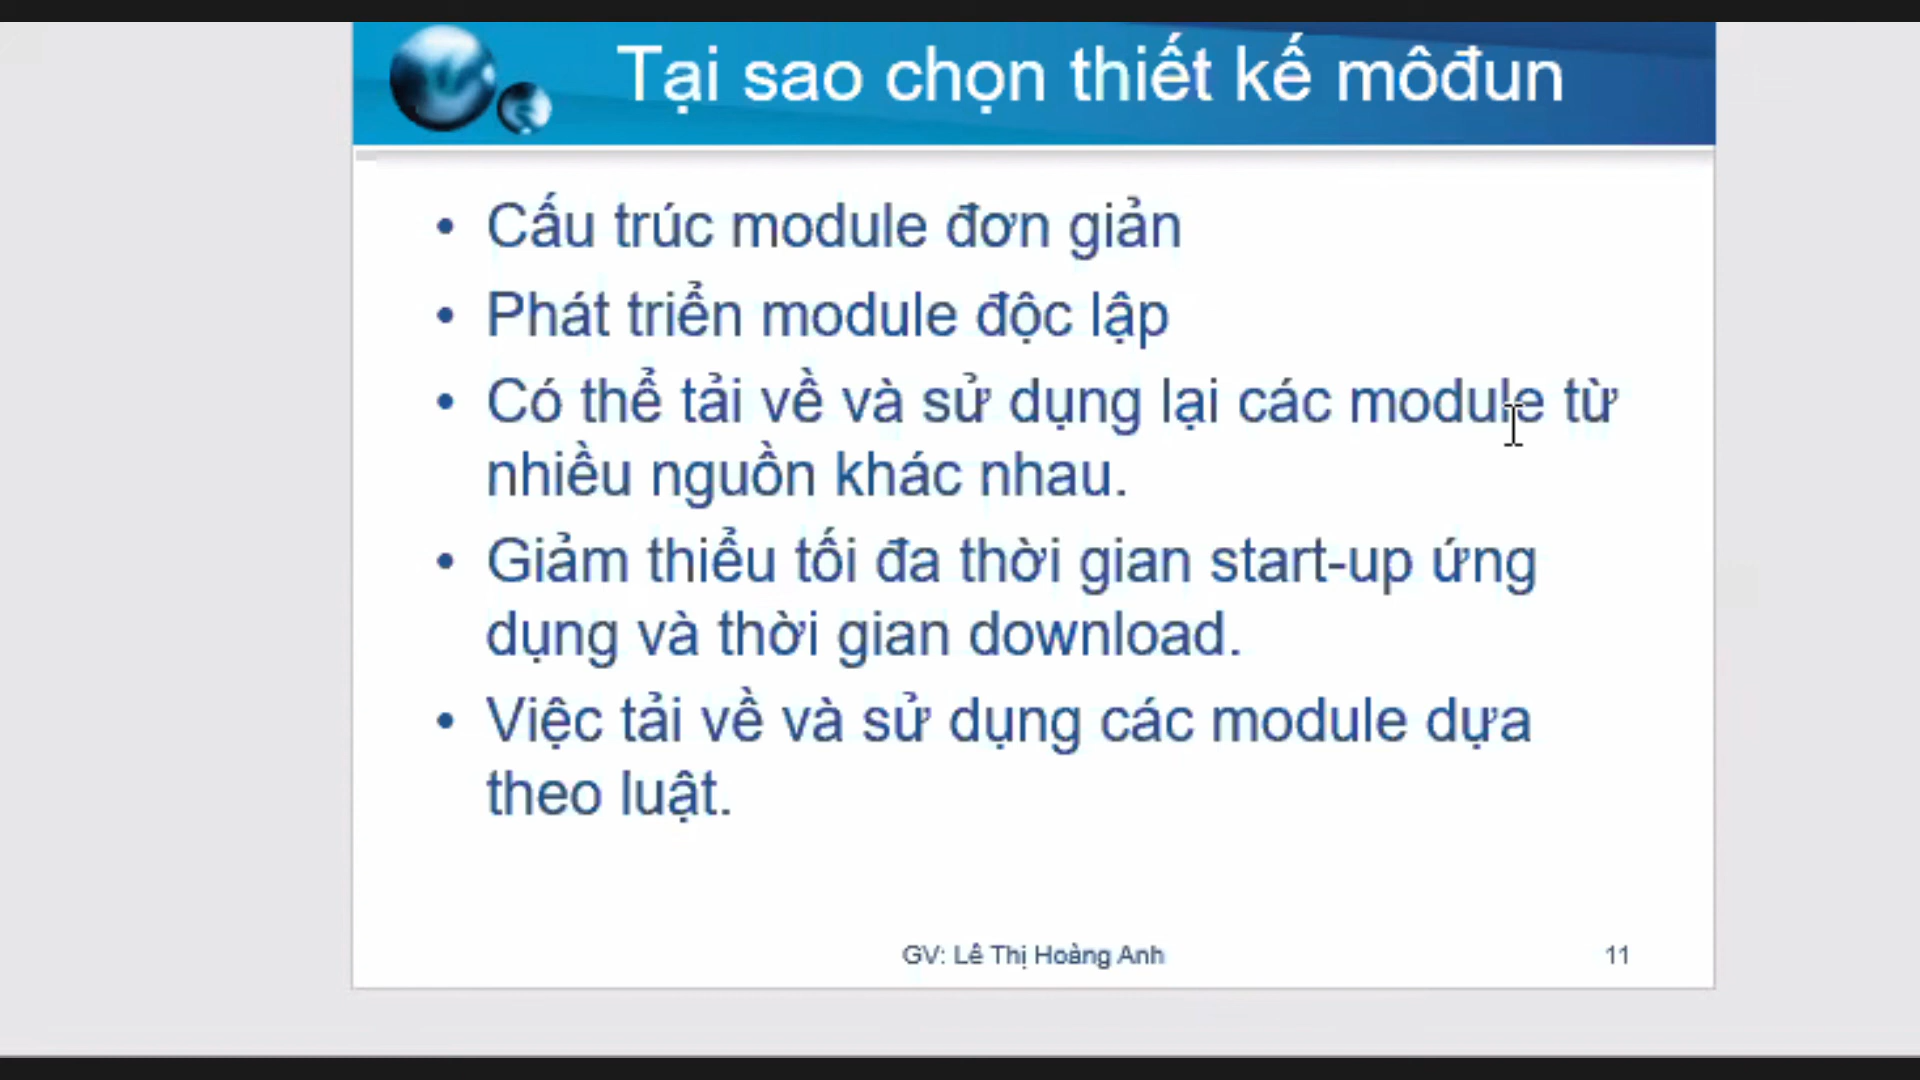 Tại sao chọn thiết kế môđun
• Cấu trúc module đơn giản
• Phát triển module độc lập
• Có thể tải về và sử dụng lại các module từ
nhiều nguồn khác nhau.
• Giảm thiểu tối đa thời gian start-up ứng
dụng và thời gian download.
• Việc tải về và sử dụng các module dựa
theo luật.
GV: Lê Thị Hoàng Anh
11